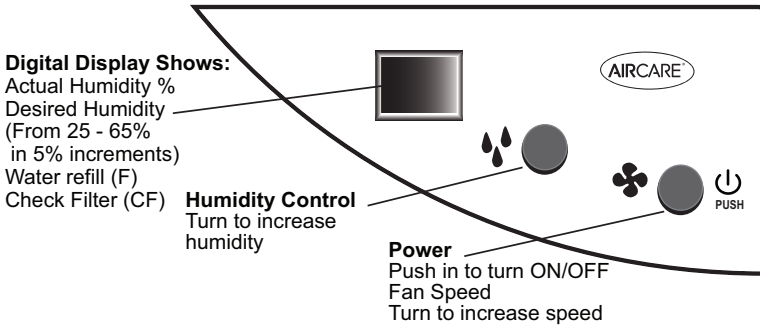 Digital Display Shows:
Actual Humidity %
Desired Humidity
(From 25 - 65%
in 5% increments)
Water refill (F)
Check Filter (CF)
Humidity Control
Turn to increase
humidity
AIRCARE®
PUSH
Power
Push in to turn ON/OFF
Fan Speed
Turn to increase speed